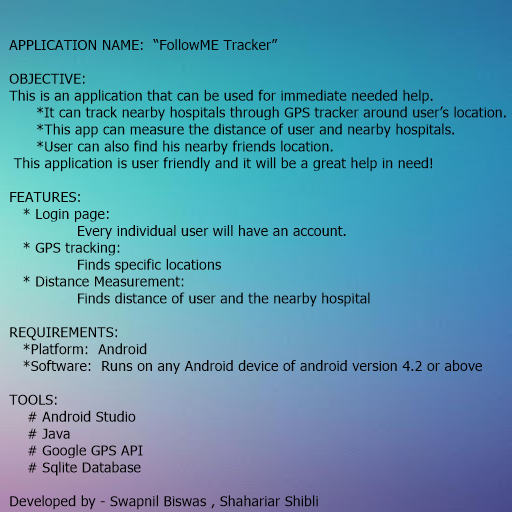 APPLICATION NAME:  “FollowME Tracker”
OBJECTIVE:
This is an application that can be used for immediate needed help.
*It can track nearby hospitals through GPS tracker around user’s location.
*This app can measure the distance of user and nearby hospitals.
*User can also find his nearby friends location.
This application is user friendly and it will be a great help in need!
FEATURES:
* Login page:
Every individual user will have an account.
* GPS tracking:
Finds specific locations
* Distance Measurement:
Finds distance of user and the nearby hospital
REQUIREMENTS:
*Platform:  Android
*Software:  Runs on any Android device of android version 4.2 or above
TOOLS:
# Android Studio
# Java
# Google GPS API
# Sqlite Database
Developed by - Swapnil Biswas , Shahariar Shibli